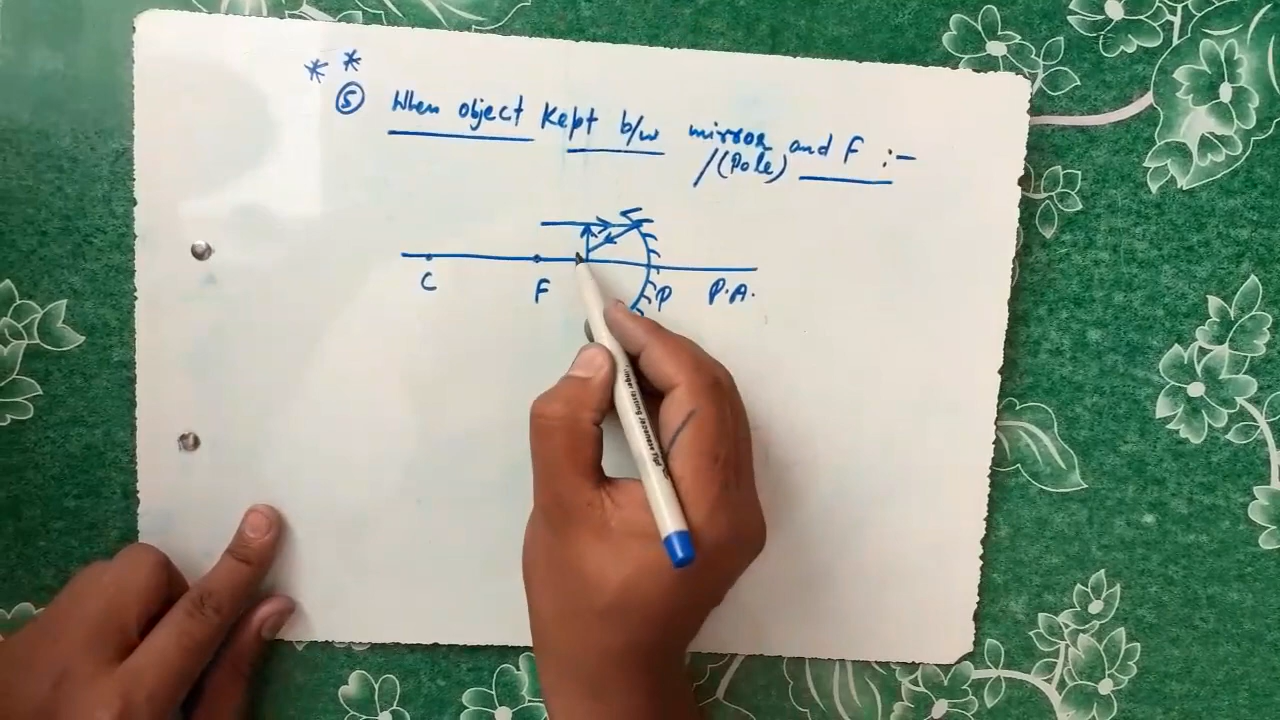 * *
⑤ When object kept b/w mirror and F :-
/(Pole)
C F P P.A.